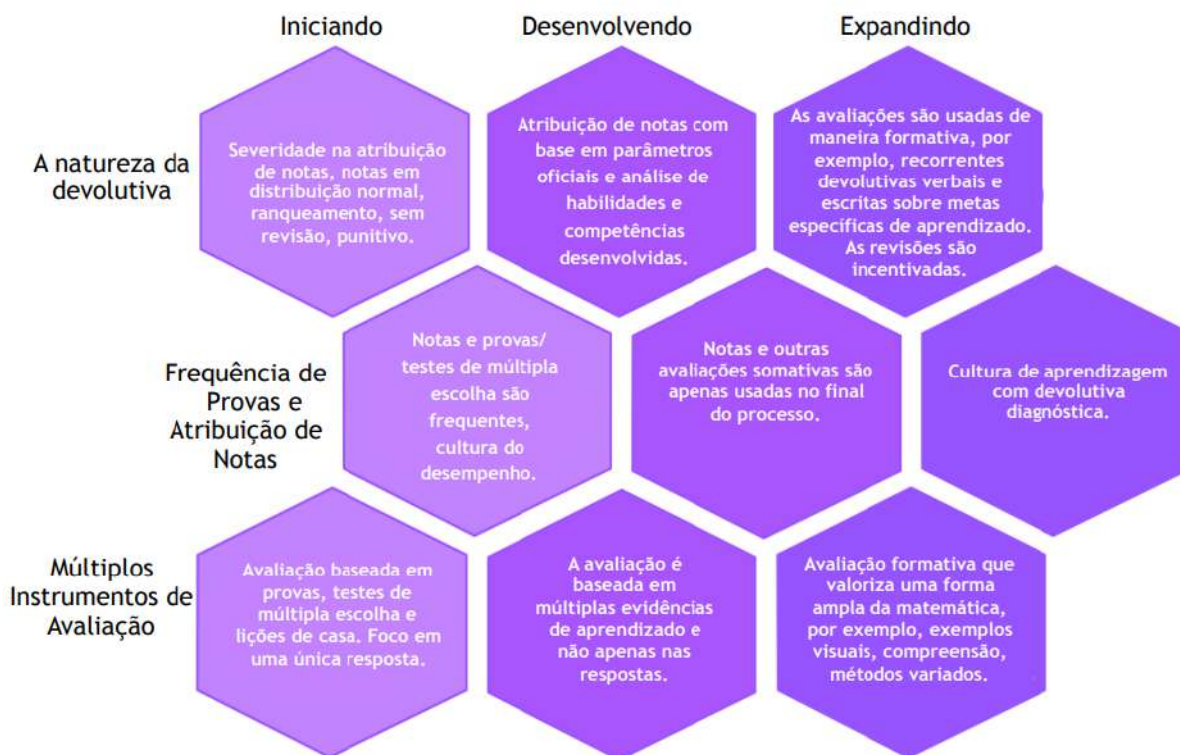 Iniciando
Desenvolvendo
Expandindo
A natureza da
devolutiva
Severidade na atribuição
de notas, notas em
distribuição normal,
ranqueamento, sem
revisão, punitivo.
Atribuição de notas com
base em parâmetros
oficiais e análise de
habilidades e
competências
desenvolvidas.
As avaliações são usadas de
maneira formativa, por
exemplo, recorrentes
devolutivas verbais e
escritas sobre metas
específicas de aprendizado.
As revisões são
incentivadas.
Frequência de
Provas e
Atribuição de
Notas
Notas e provas/
testes de múltipla
escolha são
frequentes,
cultura do
desempenho.
Notas e outras
avaliações somativas são
apenas usadas no final
do processo.
Cultura de aprendizagem
com devolutiva
diagnóstica.
Múltiplos
Instrumentos de
Avaliação
Avaliação baseada em
provas, testes de
múltipla escolha e
lições de casa. Foco em
uma única resposta.
A avaliação é
baseada em
múltiplas evidências
de aprendizado e
não apenas nas
respostas.
Avaliação formativa que
valoriza uma forma
ampla da matemática,
por exemplo, exemplos
visuais, compreensão,
métodos variados.